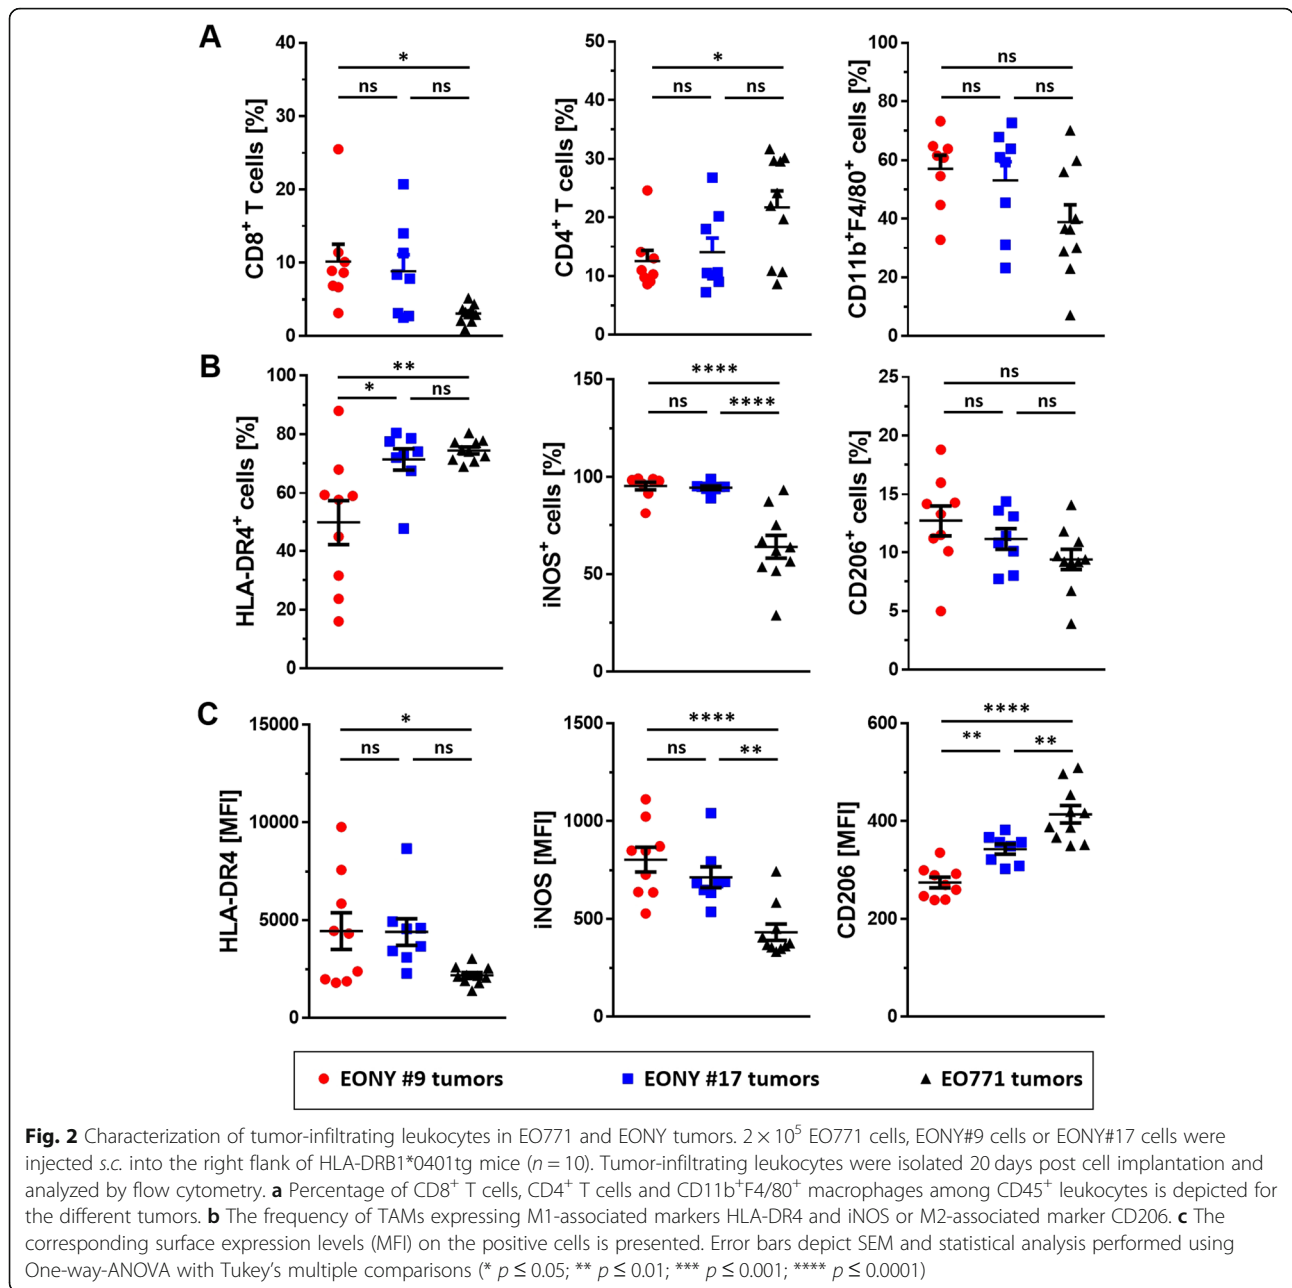 A
CD8+ T cells [%]
40
30
20
10
0
*
ns
ns
CD4+ T cells [%]
50
40
30
20
10
0
*
ns
ns
CD11b+F4/80+ cells [%]
100
80
60
40
20
0
ns
ns
ns
B
HLA-DR4+ cells [%]
100
80
60
40
20
0
**
*
ns
iNOS+ cells [%]
150
100
50
0
****
ns
****
CD206+ cells [%]
25
20
15
10
5
0
ns
ns
ns
C
HLA-DR4 [MFI]
15000
10000
5000
0
*
ns
ns
iNOS [MFI]
1500
1000
500
0
****
ns
**
CD206 [MFI]
600
400
200
0
****
**
**
EONY #9 tumors
EONY #17 tumors
EO771 tumors
Fig. 2 Characterization of tumor-infiltrating leukocytes in EO771 and EONY tumors. 2 × 10⁵ EO771 cells, EONY#9 cells or EONY#17 cells were
injected s.c. into the right flank of HLA-DRB1*0401tg mice (n = 10). Tumor-infiltrating leukocytes were isolated 20 days post cell implantation and
analyzed by flow cytometry. a Percentage of CD8⁺ T cells, CD4⁺ T cells and CD11b⁺F4/80⁺ macrophages among CD45⁺ leukocytes is depicted for
the different tumors. b The frequency of TAMs expressing M1-associated markers HLA-DR4 and iNOS or M2-associated marker CD206. c The
corresponding surface expression levels (MFI) on the positive cells is presented. Error bars depict SEM and statistical analysis performed using
One-way-ANOVA with Tukey's multiple comparisons (* p ≤ 0.05; ** p ≤ 0.01; *** p ≤ 0.001; **** p ≤ 0.0001)